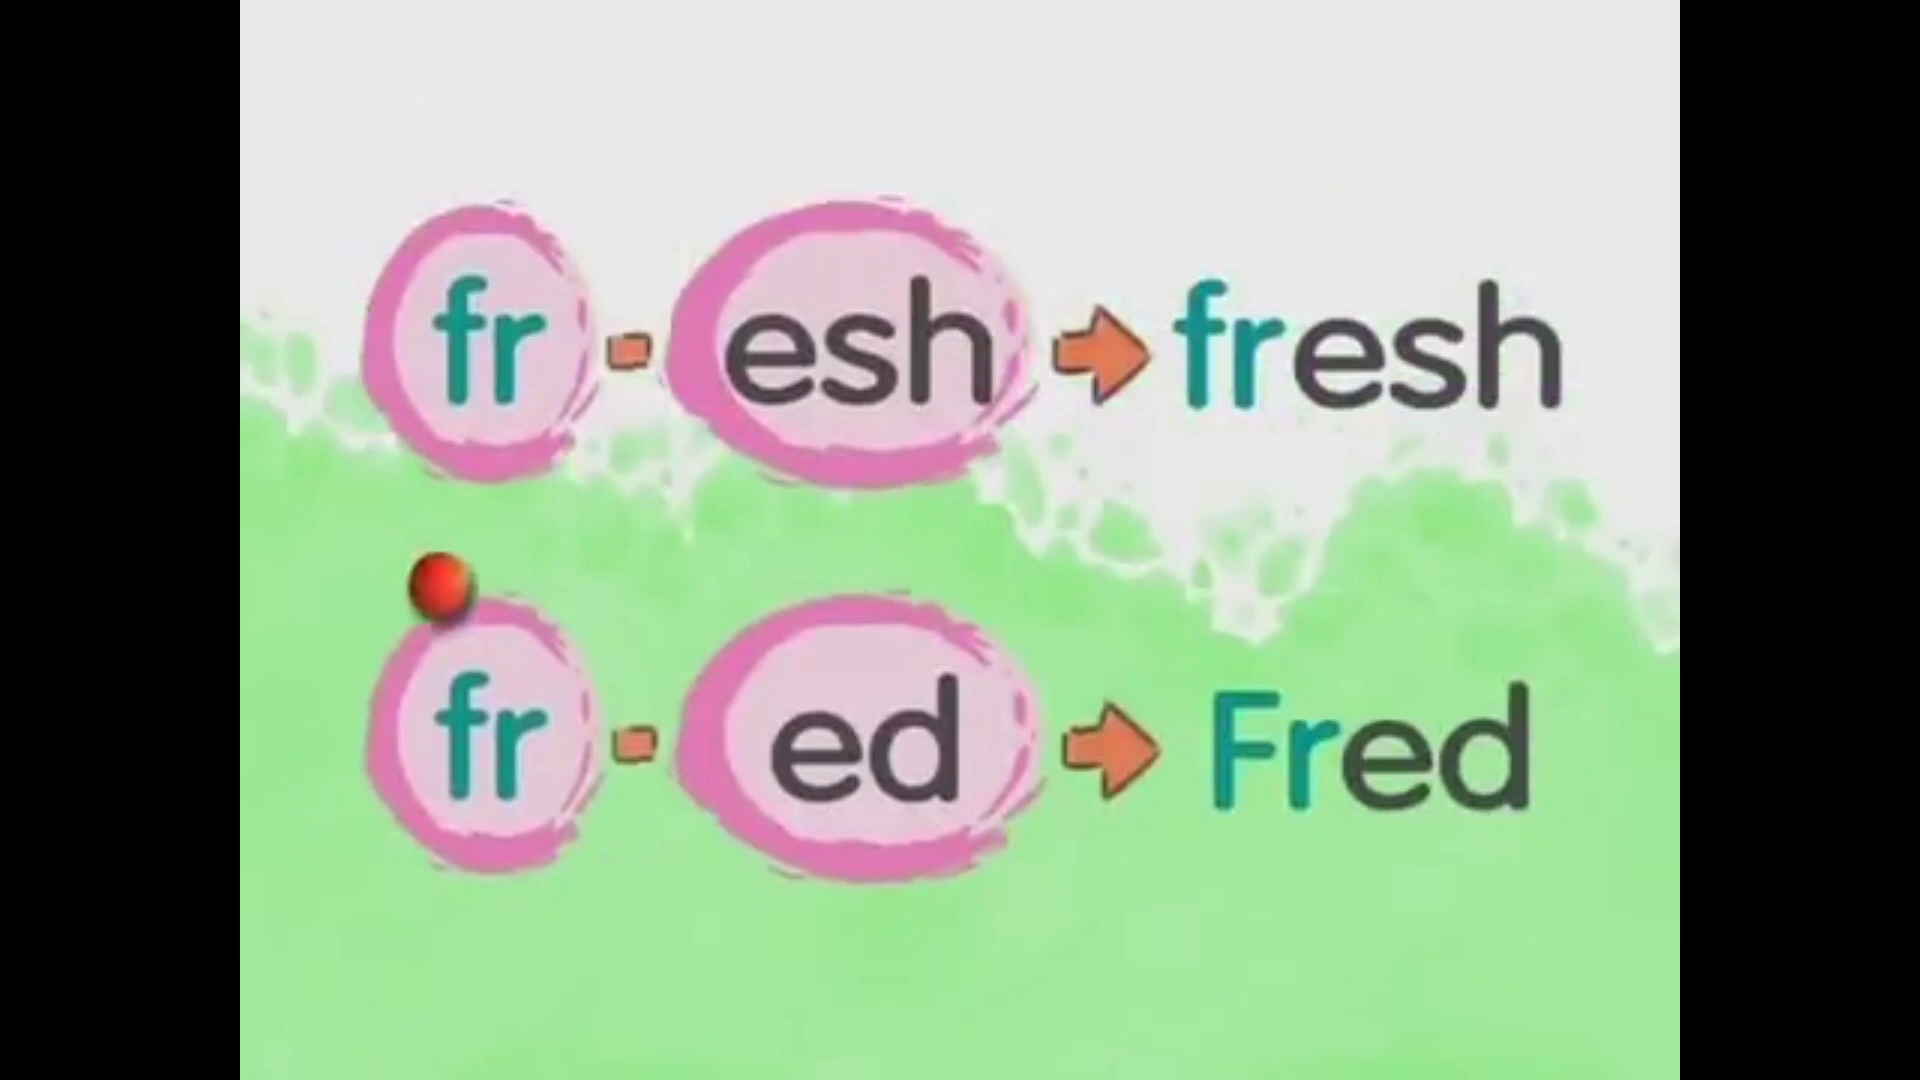 fr - esh → fresh
fr - ed → Fred